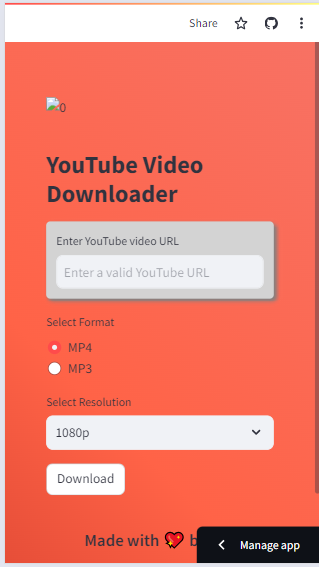 Share
0
YouTube Video
Downloader
Enter YouTube video URL
Enter a valid YouTube URL
Select Format
MP4
MP3
Select Resolution
1080p
Download
Made with 💖 b
Manage app